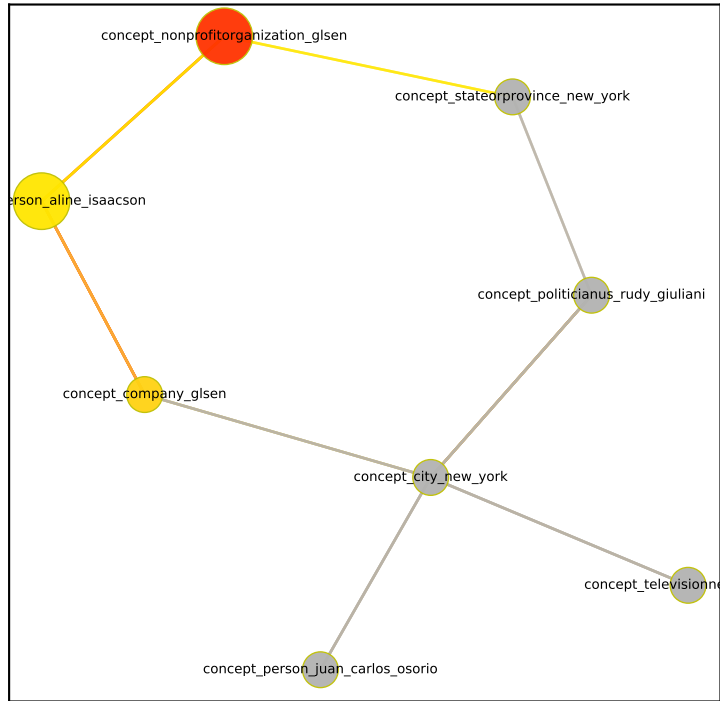 concept_nonprofitorganization_glsen
concept_stateorprovince_new_york
erson_aline_isaacson
concept_politicianus_rudy_giuliani
concept_company_glsen
concept_city_new_york
concept_televisionne
concept_person_juan_carlos_osorio